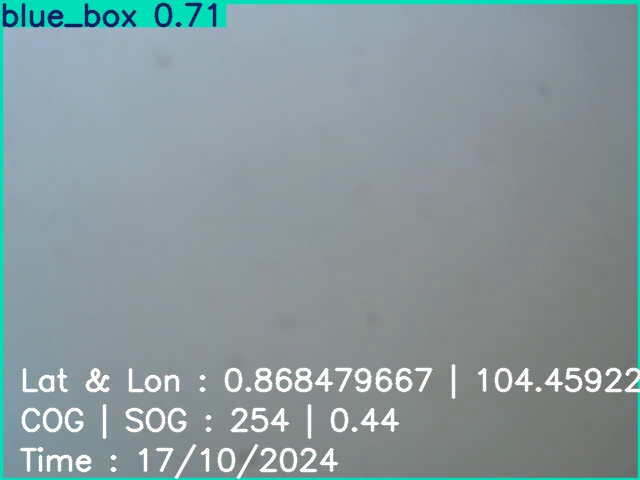 blue_box 0.71
Lat & Lon : 0.868479667 | 104.45922
COG | SOG : 254 | 0.44
Time : 17/10/2024